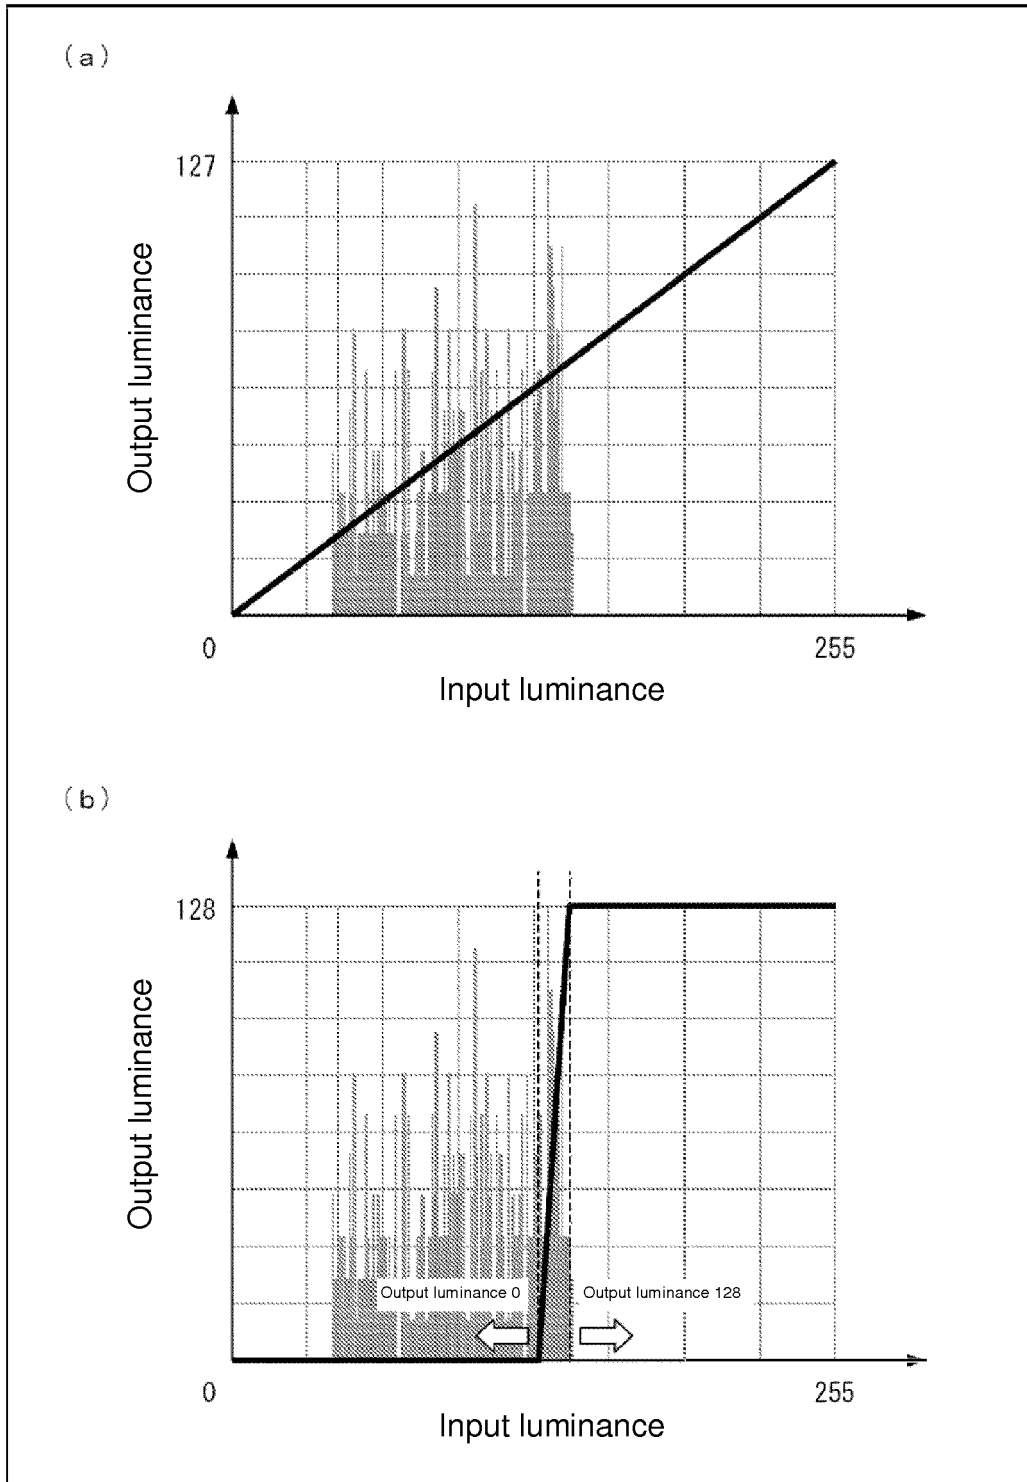 (a)
127
Output luminance
0
255
Input luminance
(b)
128
Output luminance
Output luminance 0
Output luminance 128
0
255
Input luminance